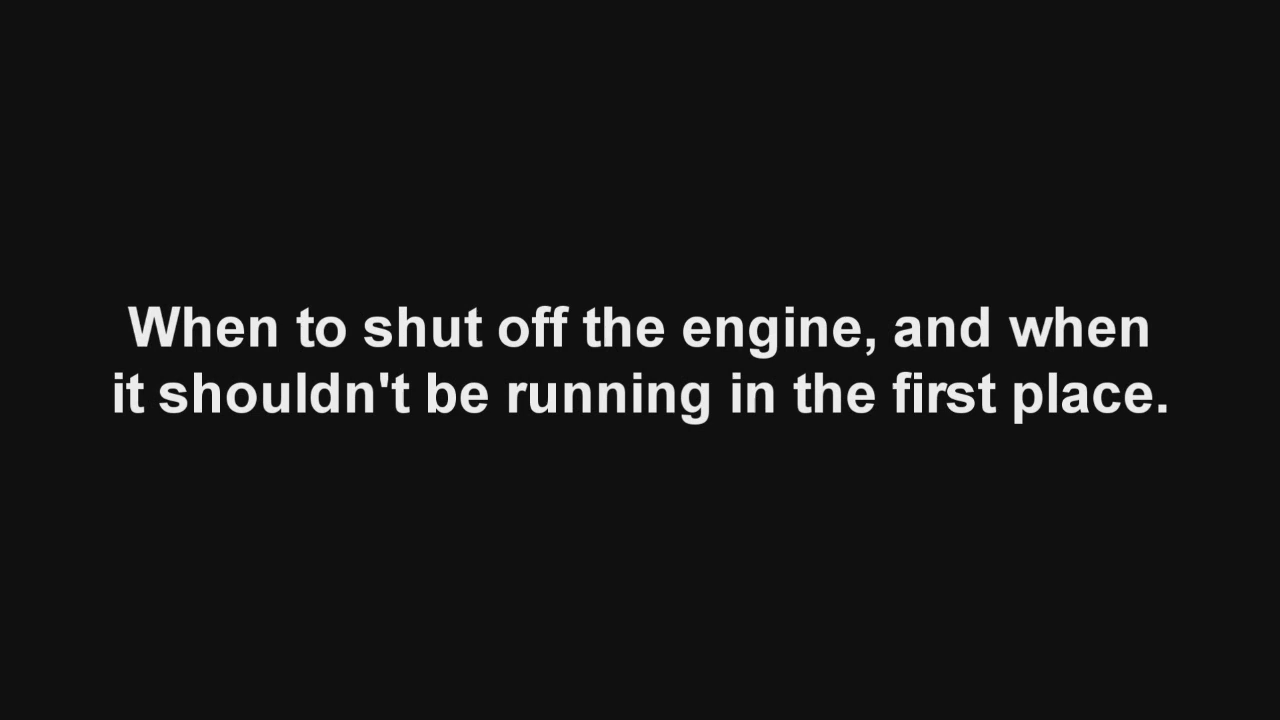 When to shut off the engine, and when
it shouldn't be running in the first place.